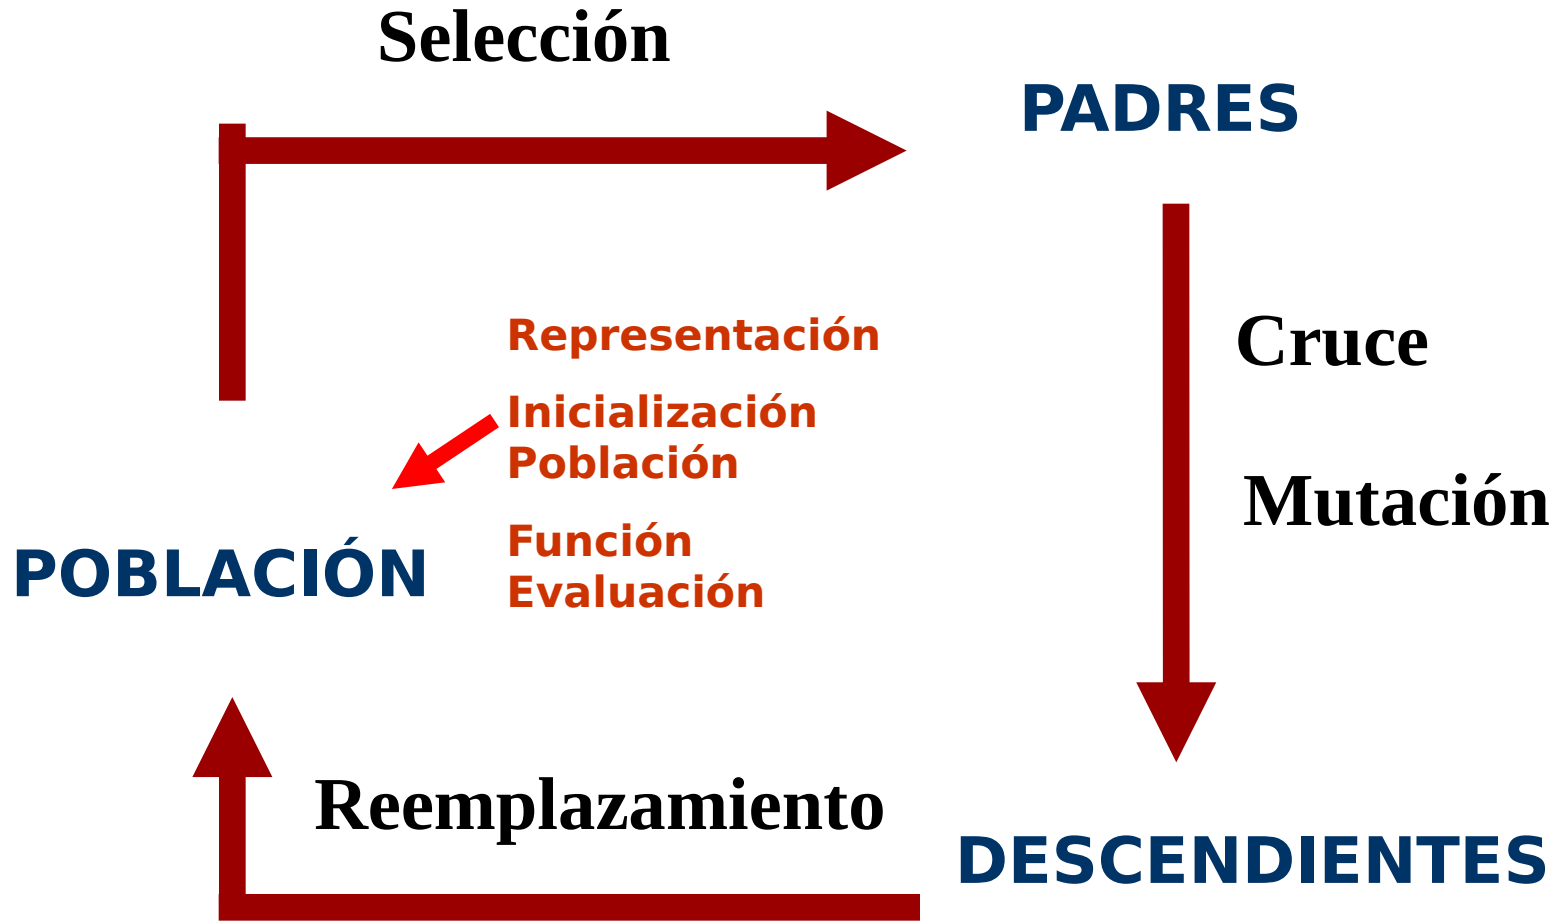 Selección
PADRES
Representación
Cruce
Inicialización
Población
Mutación
Función
Evaluación
POBLACIÓN
Reemplazamiento
DESCENDIENTES